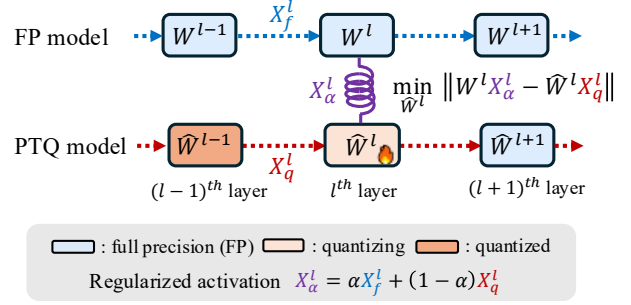 X_f^l
FP model W^{l-1} W^l W^{l+1}
X_α^l min_{Ŵ^l} ||W^l X_α^l − Ŵ^l X_q^l||
PTQ model Ŵ^{l-1} Ŵ^l Ŵ^{l+1}
X_q^l
(l − 1)^{th} layer l^{th} layer (l + 1)^{th} layer
: full precision (FP) : quantizing : quantized
Regularized activation X_α^l = αX_f^l + (1 − α)X_q^l